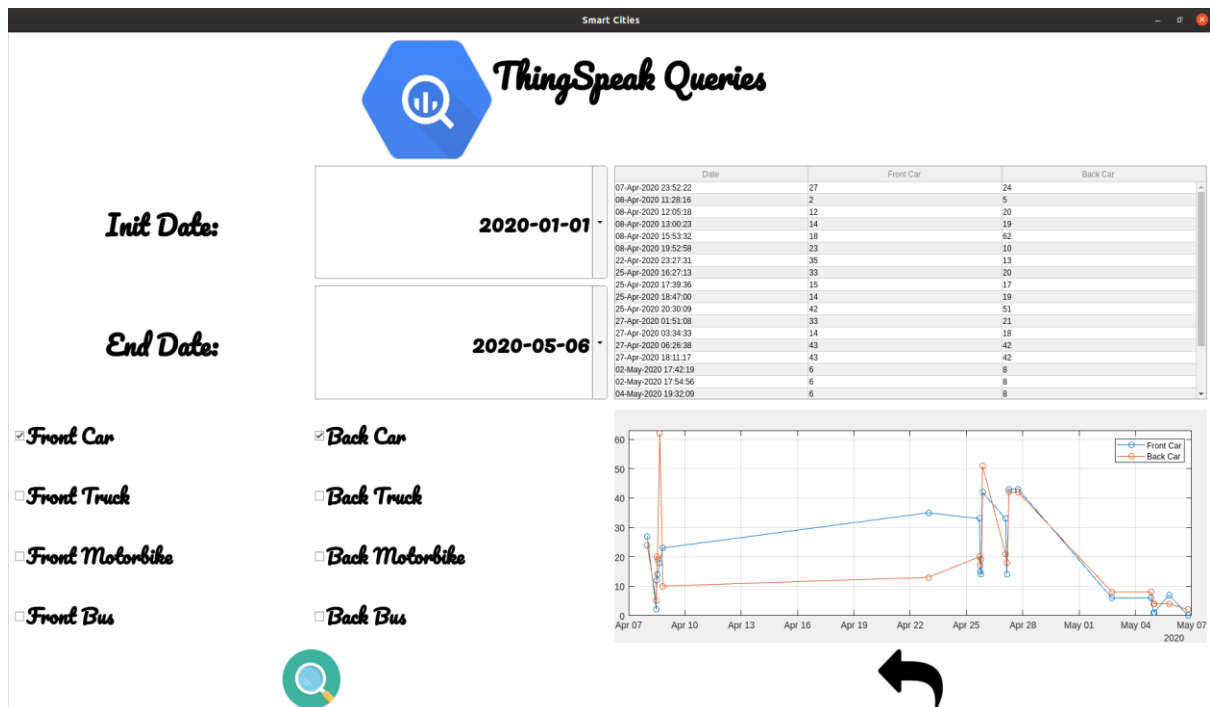 Smart Cities
ThingSpeak Queries
Init Date:
2020-01-01
End Date:
2020-05-06
Date Front Car Back Car
07-Apr-2020 23:52:22 27 24
08-Apr-2020 11:28:16 2 5
08-Apr-2020 12:05:18 12 20
08-Apr-2020 13:00:23 14 19
08-Apr-2020 15:53:32 18 62
08-Apr-2020 19:52:58 23 10
22-Apr-2020 23:27:31 35 13
25-Apr-2020 16:27:13 33 20
25-Apr-2020 17:39:36 15 17
25-Apr-2020 18:47:00 14 19
25-Apr-2020 20:30:09 42 51
27-Apr-2020 01:51:08 33 21
27-Apr-2020 03:34:33 14 18
27-Apr-2020 06:26:38 43 42
27-Apr-2020 18:11:17 43 42
02-May-2020 17:42:19 6 8
02-May-2020 17:54:56 6 8
04-May-2020 19:32:09 6 8
Front Car Back Car
Front Truck Back Truck
Front Motorbike Back Motorbike
Front Bus Back Bus
Front Car
Back Car
60
50
40
30
20
10
0
Apr 07 Apr 10 Apr 13 Apr 16 Apr 19 Apr 22 Apr 25 Apr 28 May 01 May 04 May 07
2020